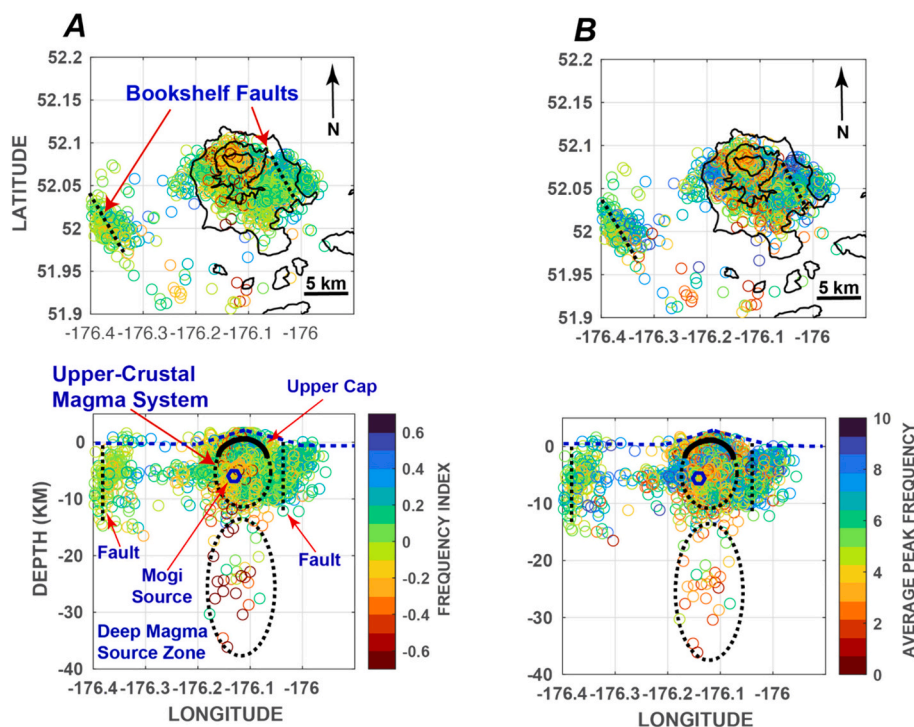 A
B
52.2
52.15
52.1
52.05
52
51.95
51.9
LATITUDE
Bookshelf Faults
N
5 km
-176.4 -176.3 -176.2 -176.1 -176
52.2
52.15
52.1
52.05
52
51.95
51.9
N
5 km
-176.4 -176.3 -176.2 -176.1 -176
Upper-Crustal
Magma System
Upper Cap
0
-10
-20
-30
-40
DEPTH (KM)
Fault
Mogi
Source
Fault
Deep Magma
Source Zone
-176.4 -176.3 -176.2 -176.1 -176
LONGITUDE
0.6
0.4
0.2
0
-0.2
-0.4
-0.6
FREQUENCY INDEX
5
0
-5
-10
-15
-20
-25
-30
-35
-40
-176.4 -176.3 -176.2 -176.1 -176
LONGITUDE
10
8
6
4
2
0
AVERAGE PEAK FREQUENCY